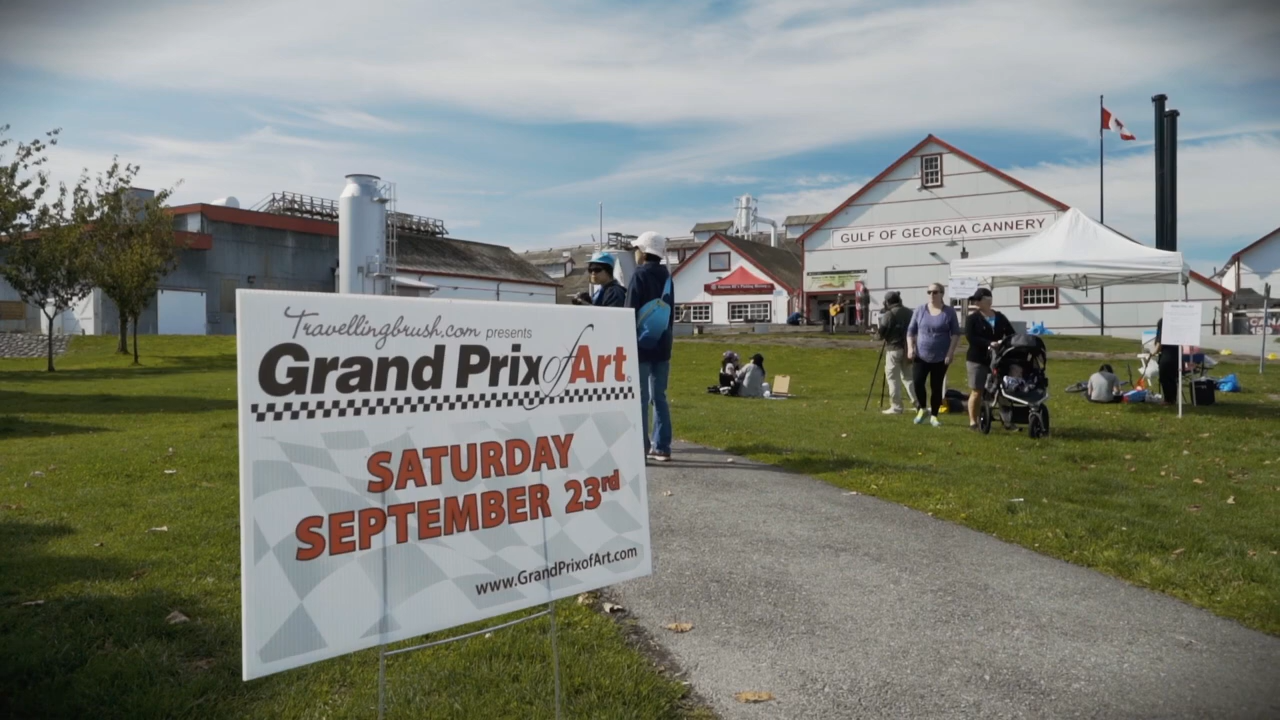 Travellingbrush.com presents
Grand Prix of Art
SATURDAY
SEPTEMBER 23rd
www.GrandPrixofArt.com
GULF OF GEORGIA CANNERY